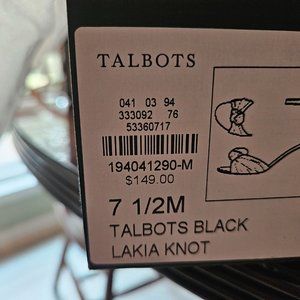 TALBOTS
041 03 94
333092 76
53360717
194041290-M
$149.00
7 1/2M
TALBOTS BLACK
LAKIA KNOT